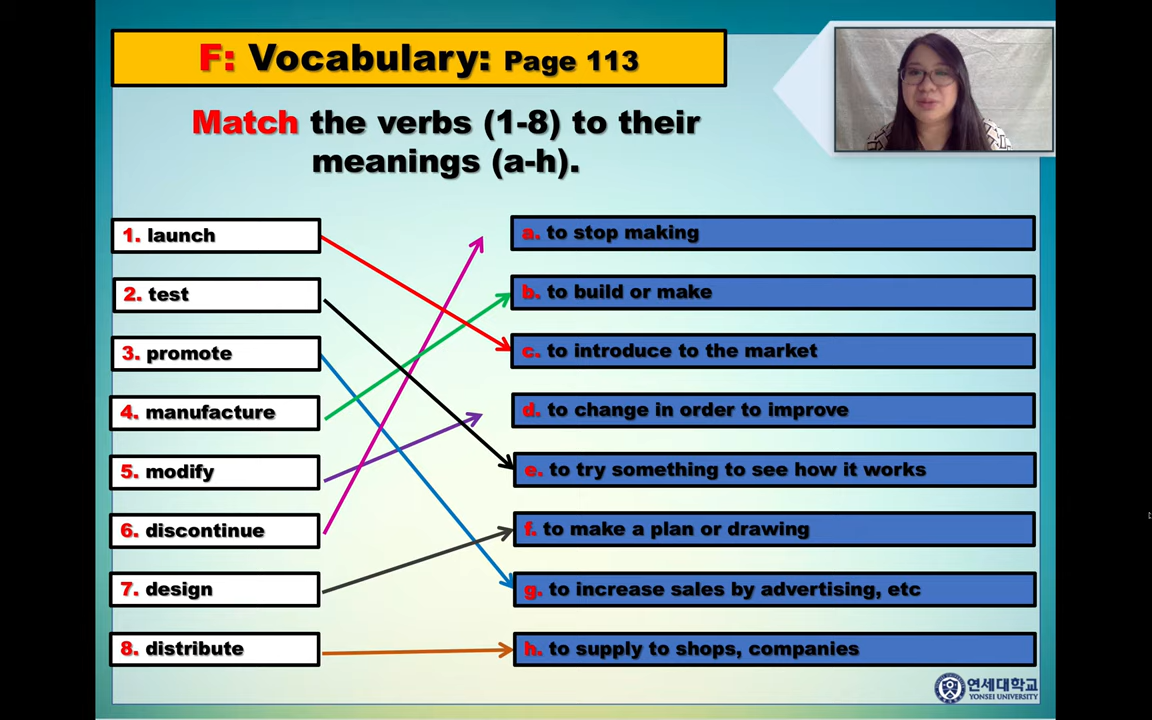 F: Vocabulary: Page 113
Match the verbs (1-8) to their
meanings (a-h).
1. launch
2. test
3. promote
4. manufacture
5. modify
6. discontinue
7. design
8. distribute
a. to stop making
b. to build or make
c. to introduce to the market
d. to change in order to improve
e. to try something to see how it works
f. to make a plan or drawing
g. to increase sales by advertising, etc
h. to supply to shops, companies
연세대학교
YONSEI UNIVERSITY